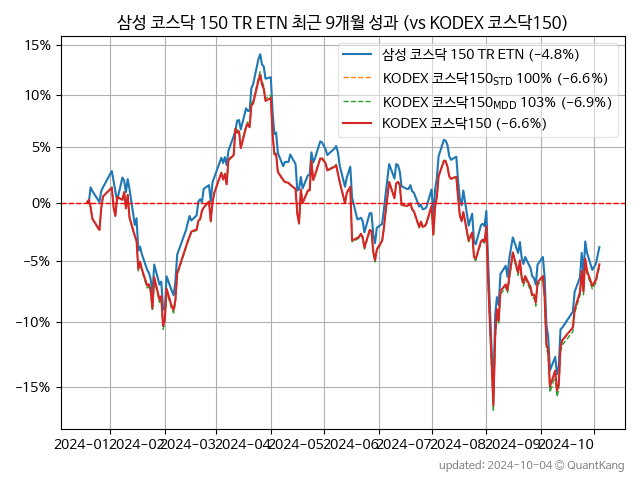 삼성 코스닥 150 TR ETN 최근 9개월 성과 (vs KODEX 코스닥150)
삼성 코스닥 150 TR ETN (−4.8%)
KODEX 코스닥150STD 100% (−6.6%)
KODEX 코스닥150MDD 103% (−6.9%)
KODEX 코스닥150 (−6.6%)
15%
10%
5%
0%
−5%
−10%
−15%
2024-01 2024-02 2024-03 2024-04 2024-05 2024-06 2024-07 2024-08 2024-09 2024-10
updated: 2024-10-04 © QuantKang